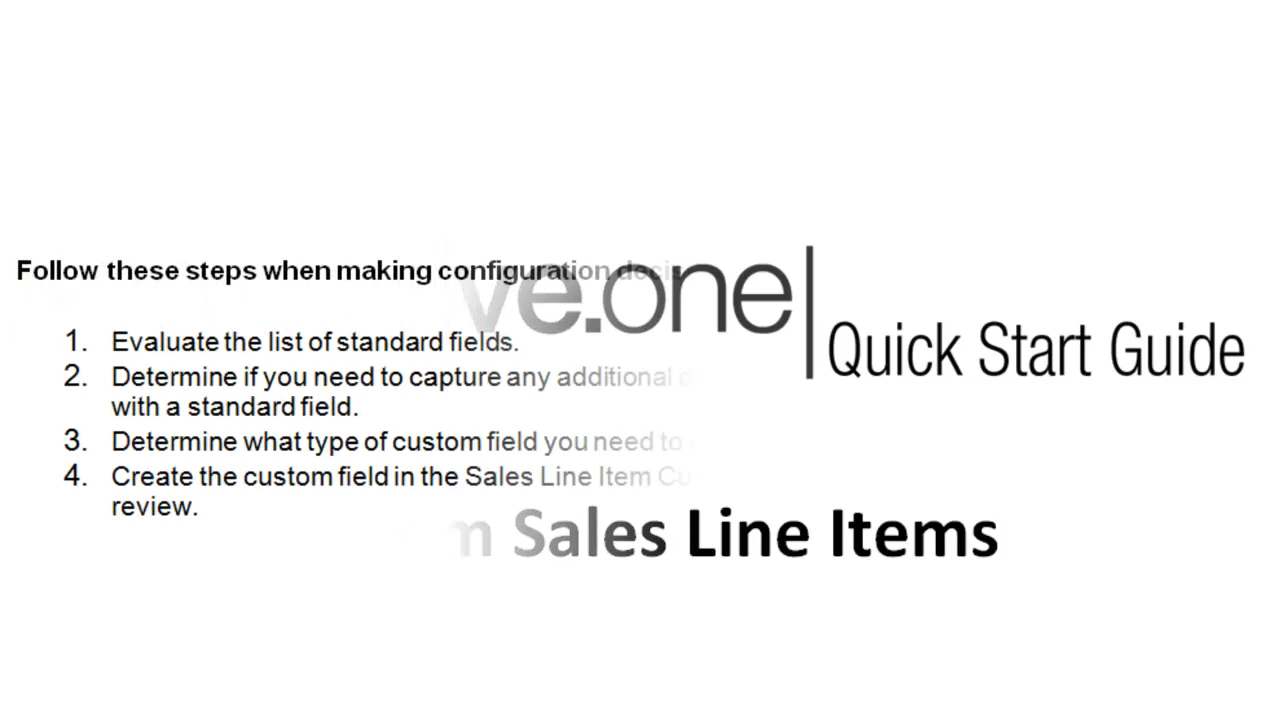 Follow these steps when making configuration
ve.one
Quick Start Guide
1. Evaluate the list of standard fields.
2. Determine if you need to capture any additional
with a standard field.
3. Determine what type of custom field you need to
4. Create the custom field in the Sales Line Item
review.
Sales Line Items